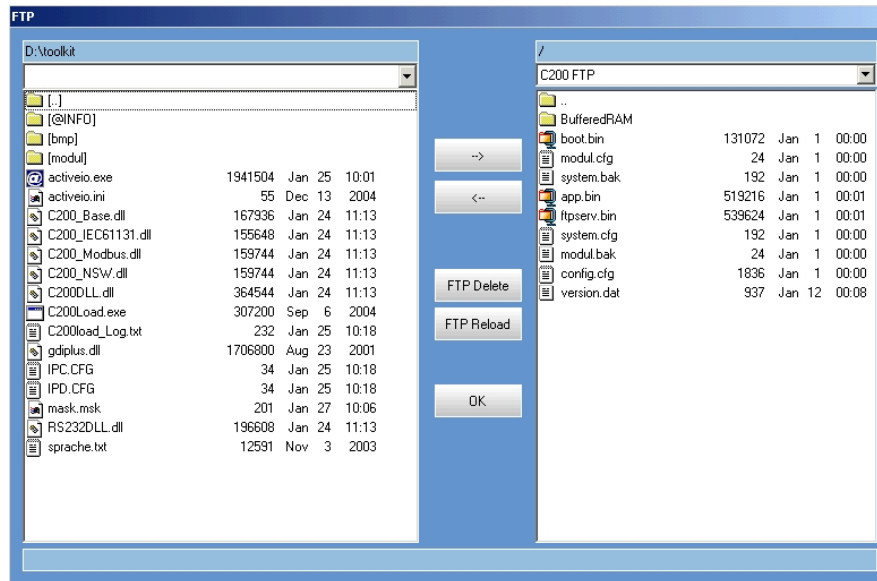 FTP
D:\toolkit
[..]
[@INFO]
[bmp]
[modul]
activeio.exe 1941504 Jan 25 10:01
activeio.ini 55 Dec 13 2004
C200_Base.dll 167936 Jan 24 11:13
C200_IEC61131.dll 155648 Jan 24 11:13
C200_Modbus.dll 159744 Jan 24 11:13
C200_NSW.dll 159744 Jan 24 11:13
C200DLL.dll 364544 Jan 24 11:13
C200Load.exe 307200 Sep 6 2004
C200load_Log.txt 232 Jan 25 10:18
gdiplus.dll 1706800 Aug 23 2001
IPC.CFG 34 Jan 25 10:18
IPD.CFG 34 Jan 25 10:18
mask.msk 201 Jan 27 10:06
RS232DLL.dll 196608 Jan 24 11:13
sprache.txt 12591 Nov 3 2003
-->
<--
FTP Delete
FTP Reload
OK
/
C200 FTP
..
BufferedRAM
boot.bin 131072 Jan 1 00:00
modul.cfg 24 Jan 1 00:00
system.bak 192 Jan 1 00:00
app.bin 519216 Jan 1 00:01
ftpserv.bin 539624 Jan 1 00:01
system.cfg 192 Jan 1 00:00
modul.bak 24 Jan 1 00:00
config.cfg 1836 Jan 1 00:00
version.dat 937 Jan 12 00:08